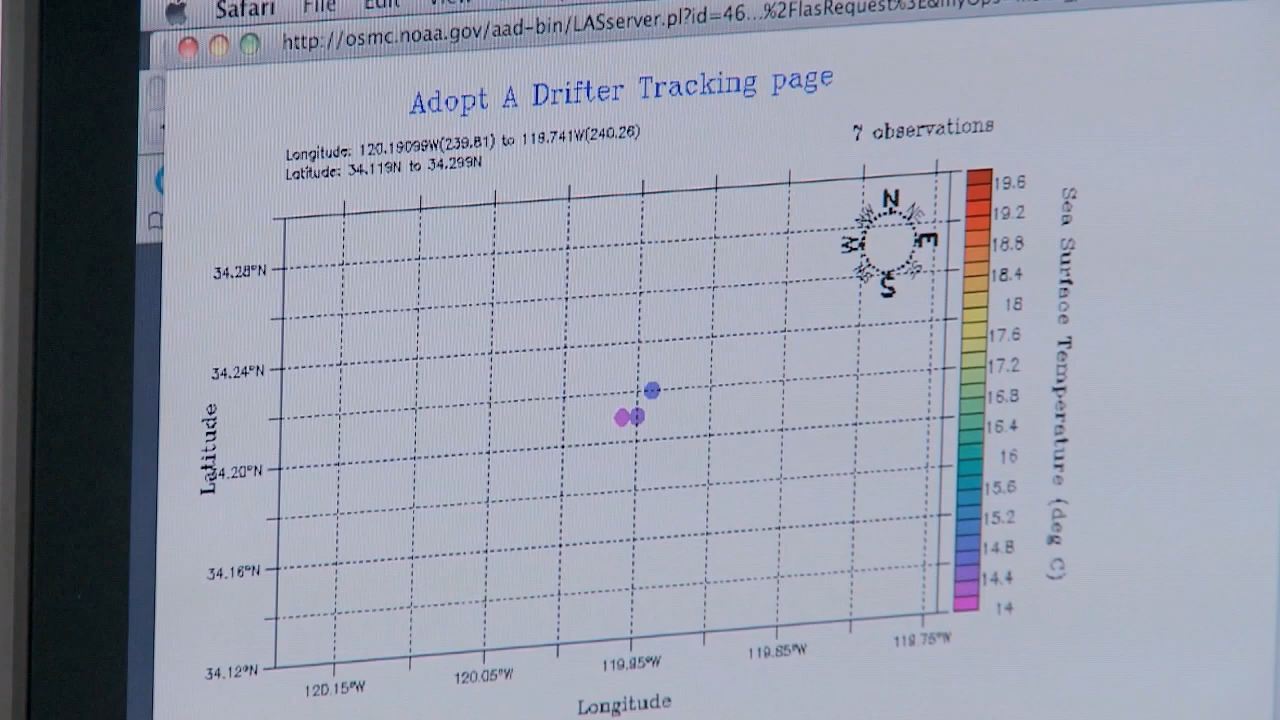 Safari File Edit
http://osmc.noaa.gov/aad-bin/LASserver.pl?id=46...%2FlasRequest%3E&myOps
Adopt A Drifter Tracking page
Longitude: 120.19099W(239.81) to 119.741W(240.26)
Latitude: 34.119N to 34.299N
7 observations
N
NW NE
W E
S
34.28°N
34.24°N
34.20°N
34.16°N
34.12°N
Latitude
120.15°W
120.05°W
119.95°W
119.85°W
119.75°W
Longitude
19.6
19.2
18.8
18.4
18
17.6
17.2
16.8
16.4
16
15.6
15.2
14.8
14.4
14
Sea Surface Temperature (deg C)